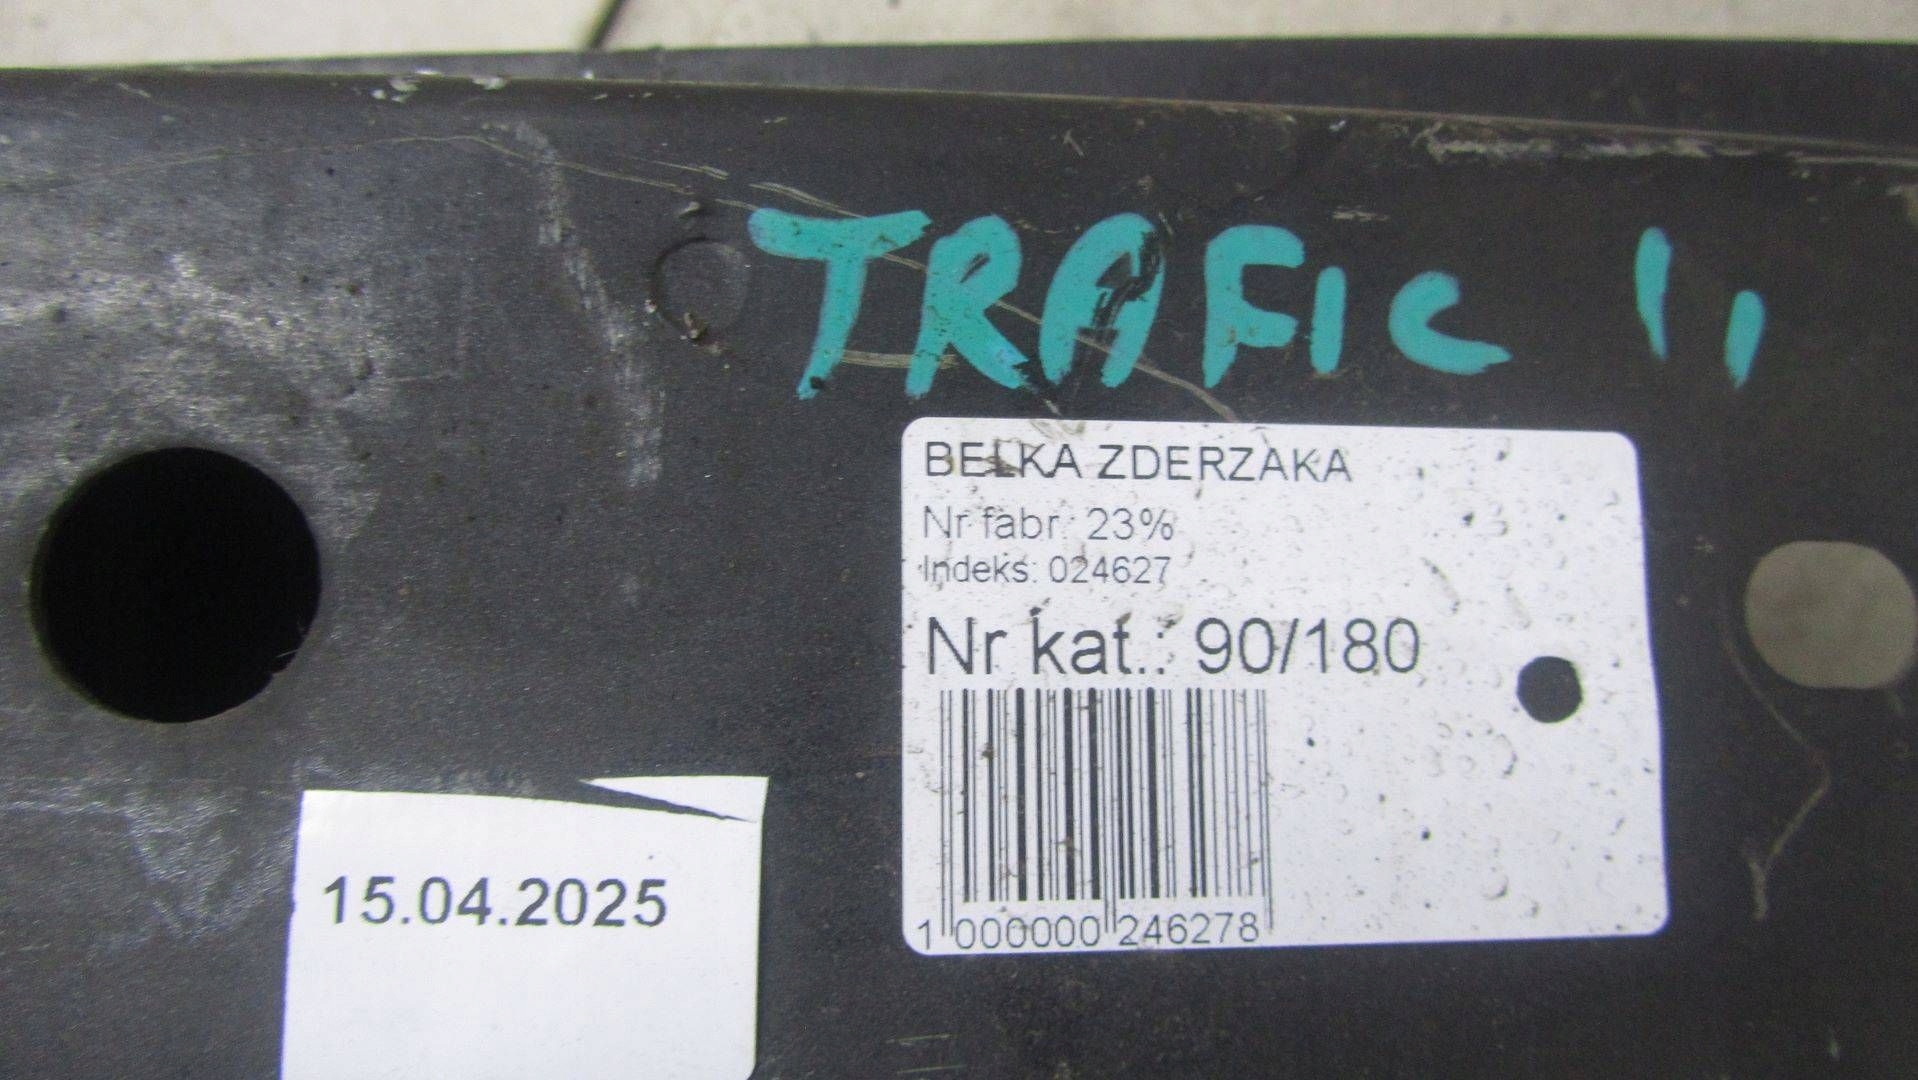 TRAFIC II
BELKA ZDERZAKA
Nr fabr.: 23%
Indeks: 024627
Nr kat.: 90/180
1 000000 246278
15.04.2025